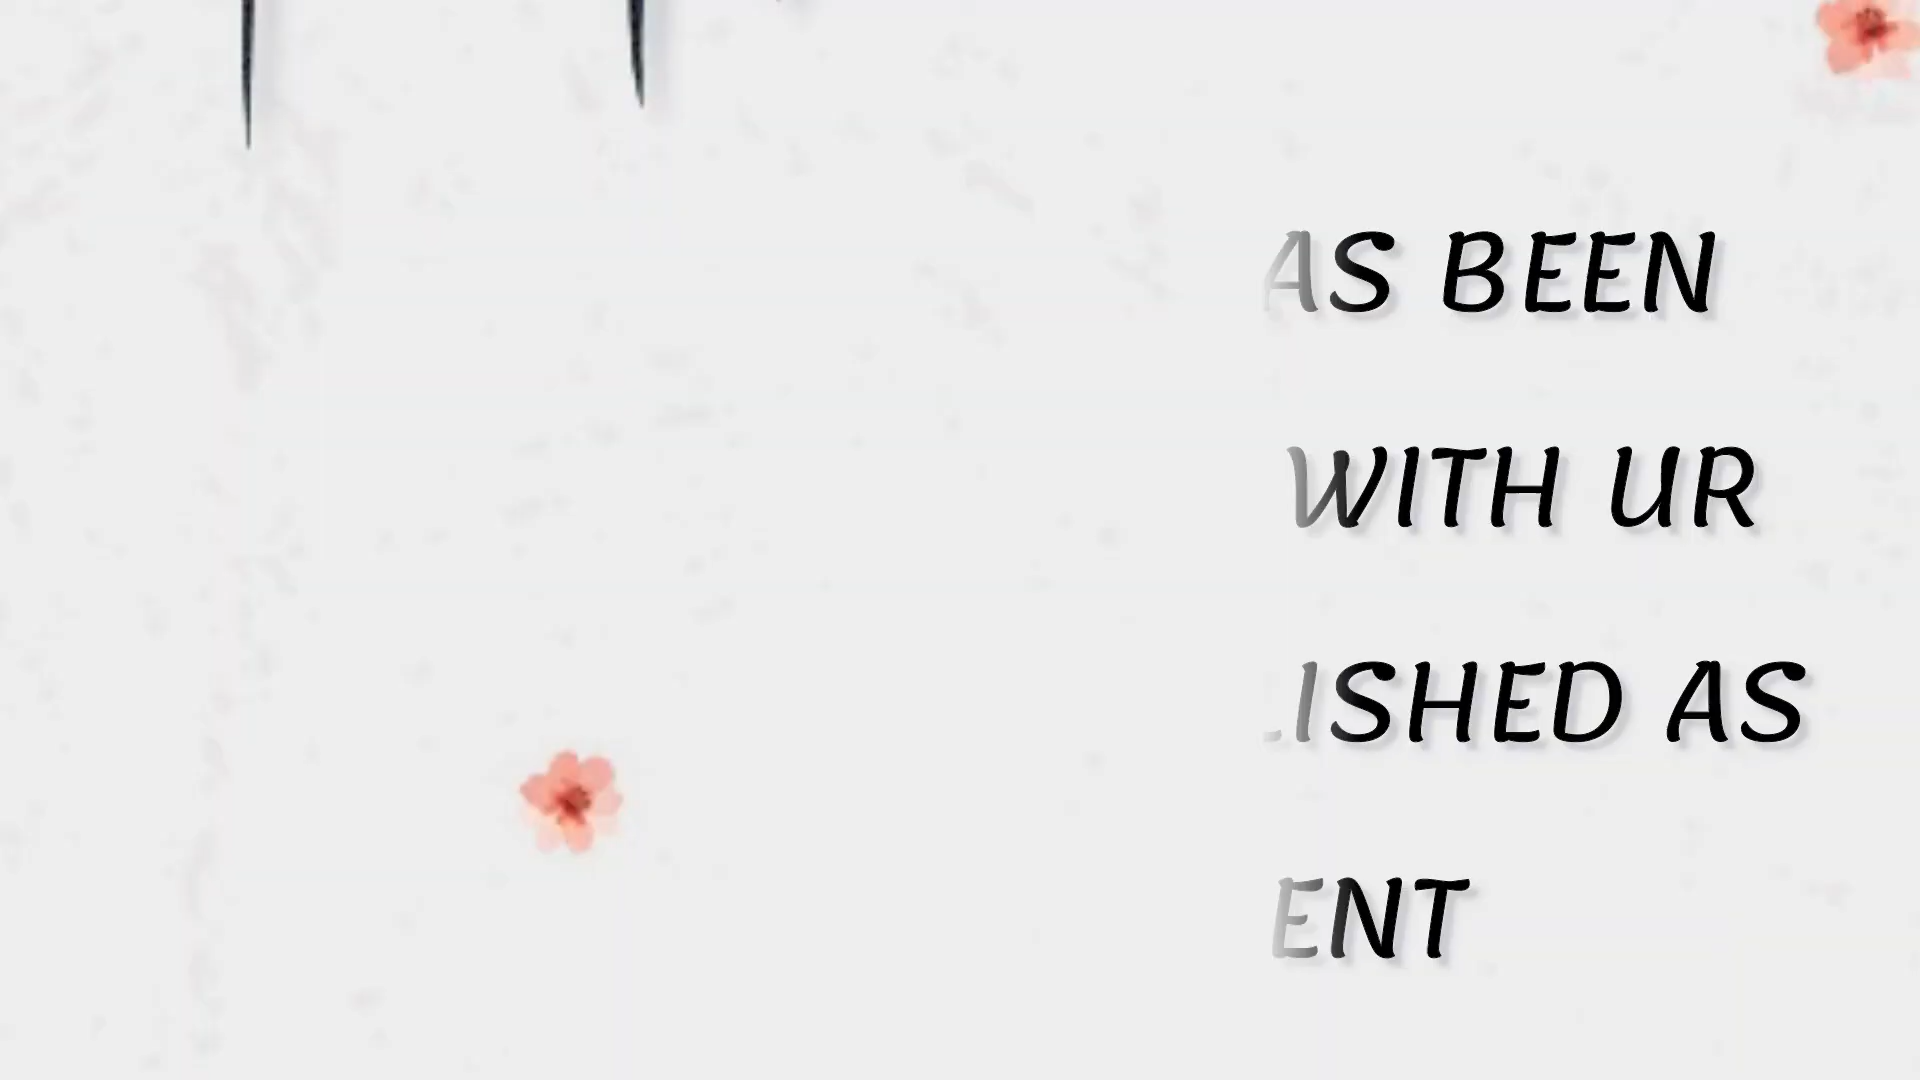 AS BEEN
WITH UR
ISHED AS
ENT